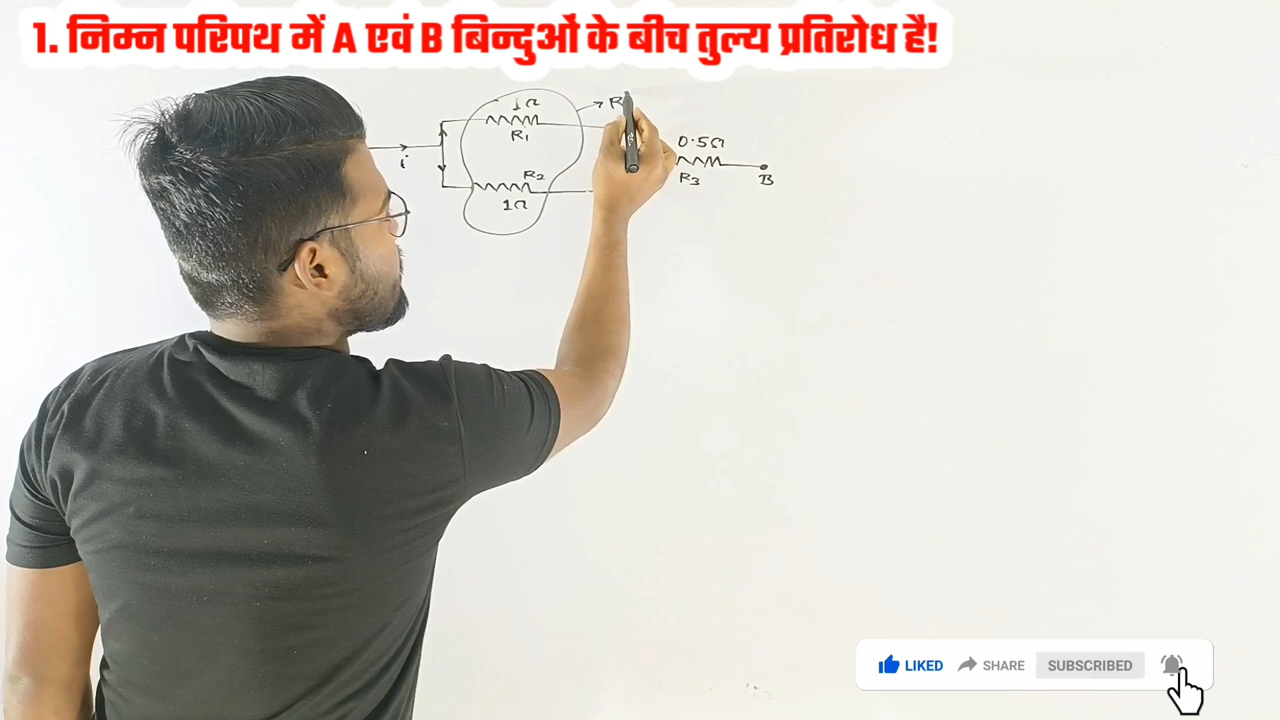 1. निम्न परिपथ में A एवं B बिन्दुओं के बीच तुल्य प्रतिरोध है!
1Ω
R
R₁
i
0.5Ω
R₂
R₃
B
1Ω
LIKED
SHARE
SUBSCRIBED